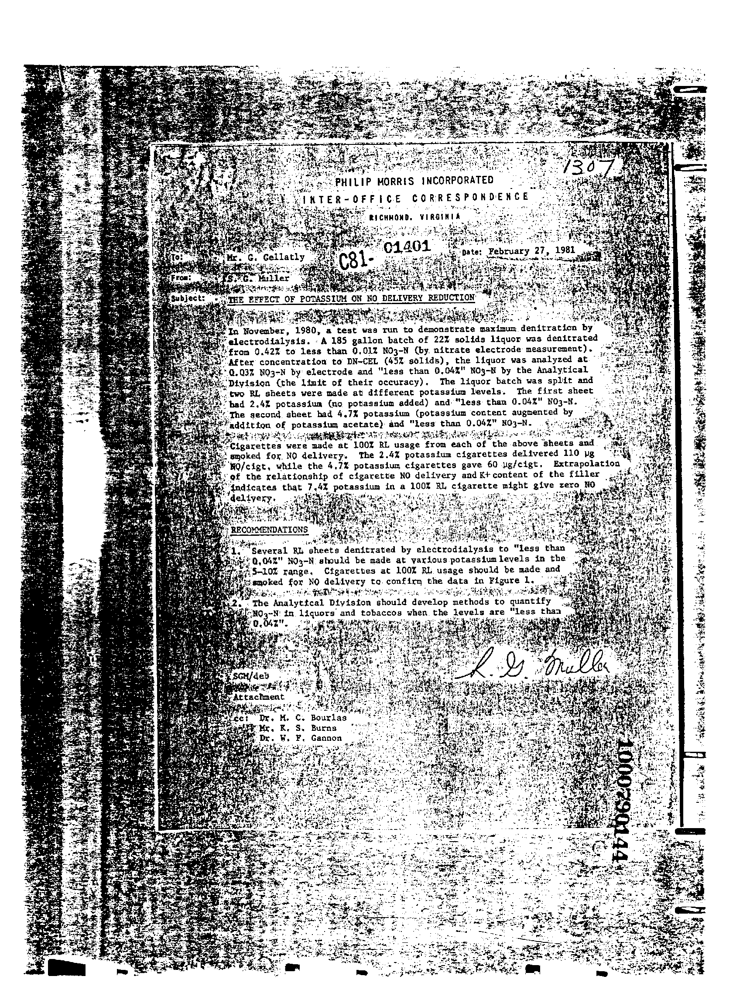 1307
PHILIP MORRIS INCORPORATED
INTER-OFFICE CORRESPONDENCE
RICHMOND, VIRGINIA
To: Mr. G. Gellatly
C81- 01401
Date: February 27, 1981
From: S. G. Muller
Subject: THE EFFECT OF POTASSIUM ON NO DELIVERY REDUCTION
In November, 1980, a test was run to demonstrate maximum denitration by
electrodialysis. A 185 gallon batch of 22% solids liquor was denitrated
from 0.42% to less than 0.01% NO3-N (by nitrate electrode measurement).
After concentration to DN-CEL (45% solids), the liquor was analyzed at
0.03% NO3-N by electrode and "less than 0.04%" NO3-N by the Analytical
Division (the limit of their accuracy). The liquor batch was split and
two RL sheets were made at different potassium levels. The first sheet
had 2.4% potassium (no potassium added) and "less than 0.04%" NO3-N.
The second sheet had 4.7% potassium (potassium content augmented by
addition of potassium acetate) and "less than 0.04%" NO3-N.
Cigarettes were made at 100% RL usage from each of the above sheets and
smoked for NO delivery. The 2.4% potassium cigarettes delivered 110 µg
NO/cigt, while the 4.7% potassium cigarettes gave 60 µg/cigt. Extrapolation
of the relationship of cigarette NO delivery and K+ content of the filler
indicates that 7.4% potassium in a 100% RL cigarette might give zero NO
delivery.
RECOMMENDATIONS
1. Several RL sheets denitrated by electrodialysis to "less than
0.04%" NO3-N should be made at various potassium levels in the
5-10% range. Cigarettes at 100% RL usage should be made and
smoked for NO delivery to confirm the data in Figure 1.
2. The Analytical Division should develop methods to quantify
NO3-N in liquors and tobaccos when the levels are "less than
0.04%".
S. G. Muller
SGM/deb
Attachment
cc: Dr. M. C. Bourlas
Mr. K. S. Burns
Dr. W. F. Gannon
1000790144